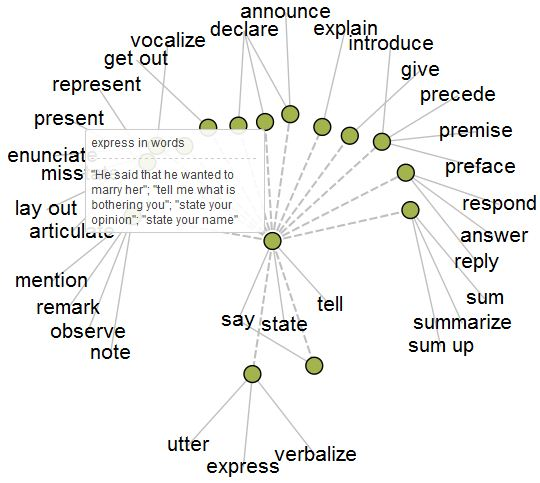 announce
declare
explain
vocalize
introduce
get out
give
represent
precede
present
premise
express in words
enunciate
preface
"He said that he wanted to
marry her"; "tell me what is
bothering you"; "state your
opinion"; "state your name"
respond
lay out
articulate
answer
reply
mention
sum
remark
tell
say
state
summarize
observe
sum up
note
utter
verbalize
express